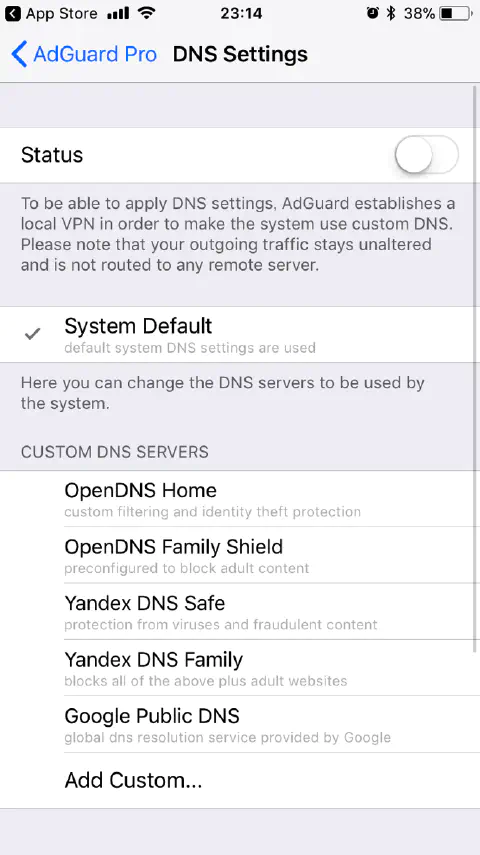 App Store 23:14 38%
AdGuard Pro DNS Settings
Status
To be able to apply DNS settings, AdGuard establishes a
local VPN in order to make the system use custom DNS.
Please note that your outgoing traffic stays unaltered
and is not routed to any remote server.
System Default
default system DNS settings are used
Here you can change the DNS servers to be used by
the system.
CUSTOM DNS SERVERS
OpenDNS Home
custom filtering and identity theft protection
OpenDNS Family Shield
preconfigured to block adult content
Yandex DNS Safe
protection from viruses and fraudulent content
Yandex DNS Family
blocks all of the above plus adult websites
Google Public DNS
global dns resolution service provided by Google
Add Custom...